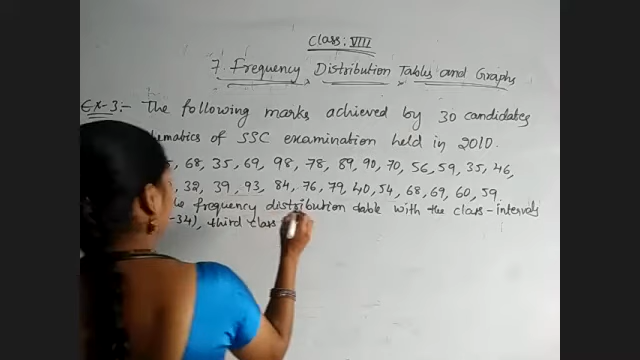 Class: VIII
7. Frequency Distribution Tables and Graphs
Ex-3:- The following marks achieved by 30 candidates
of SSC examination held in 2010.
68, 35, 69, 98, 78, 89, 90, 70, 56, 59, 35, 46,
32, 39, 93, 84, 76, 79, 40, 54, 68, 69, 60, 59.
frequency distribution table with the class-intervals
-34), third class